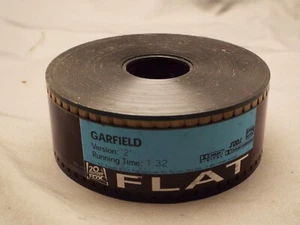 GARFIELD
Version: "2"
Running Time: 1:32
FLAT